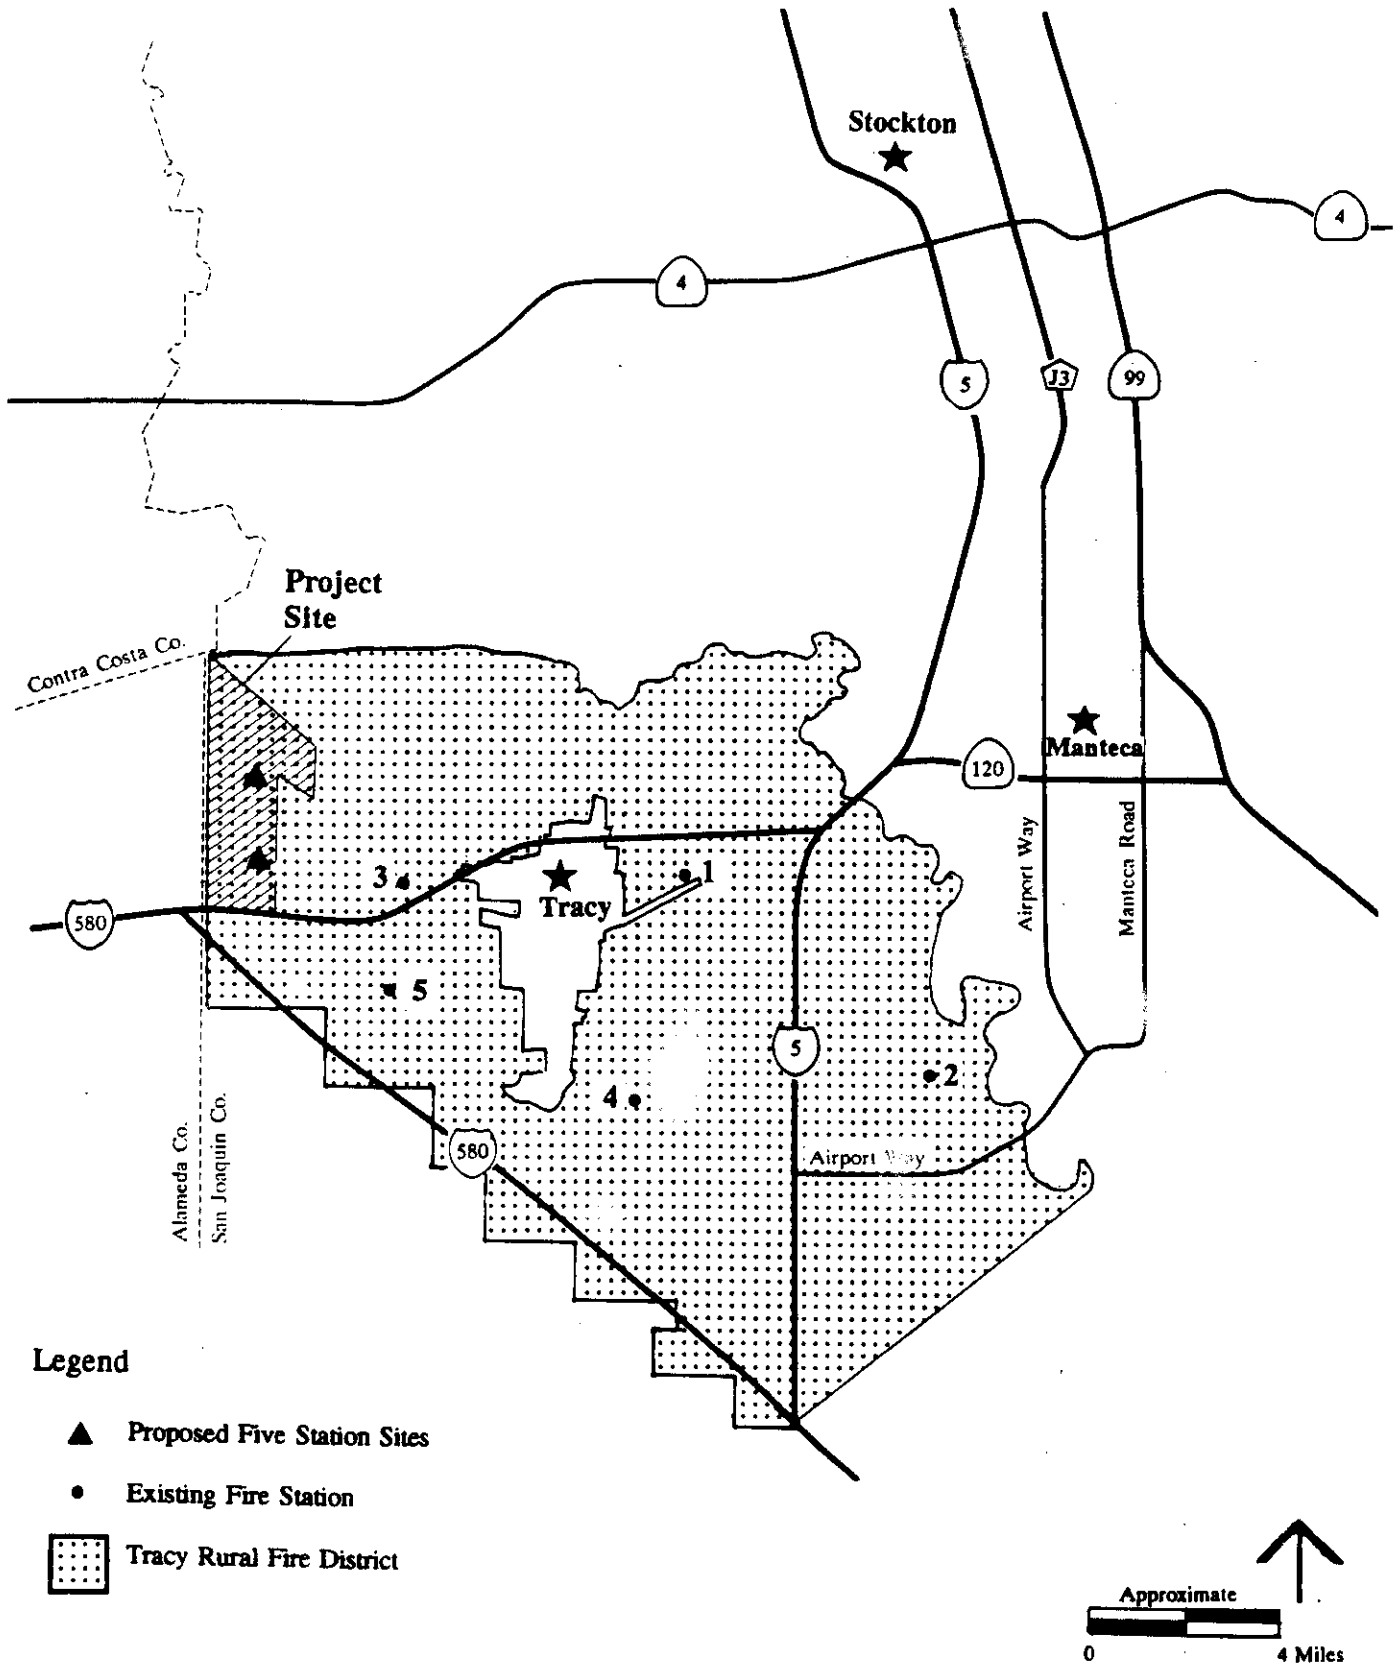 Stockton
4
4
5
J3
99
Project
Site
Contra Costa Co.
Manteca
120
Airport Way
Manteca Road
3
1
Tracy
580
5
5
2
4
580
Airport Way
Alameda Co.
San Joaquin Co.
Legend
Proposed Five Station Sites
Existing Fire Station
Tracy Rural Fire District
Approximate
0
4 Miles